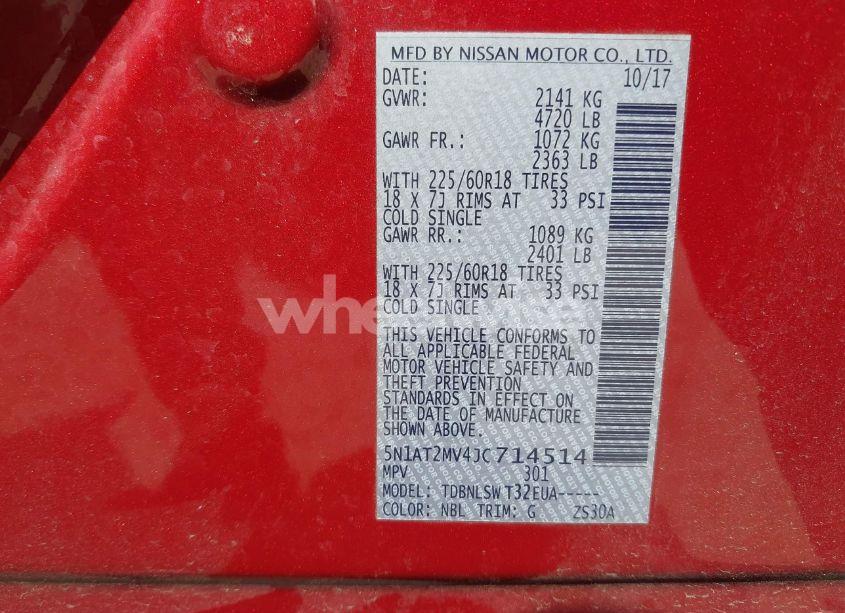 MFD BY NISSAN MOTOR CO., LTD.
DATE: 10/17
GVWR: 2141 KG
4720 LB
GAWR FR.: 1072 KG
2363 LB
WITH 225/60R18 TIRES
18 X 7J RIMS AT 33 PSI
COLD SINGLE
GAWR RR.: 1089 KG
2401 LB
WITH 225/60R18 TIRES
18 X 7J RIMS AT 33 PSI
COLD SINGLE
THIS VEHICLE CONFORMS TO
ALL APPLICABLE FEDERAL
MOTOR VEHICLE SAFETY AND
THEFT PREVENTION
STANDARDS IN EFFECT ON
THE DATE OF MANUFACTURE
SHOWN ABOVE.
5N1AT2MV4JC714514
MPV 301
MODEL: TDBNLSW T32EUA-----
COLOR: NBL TRIM: G ZS30A